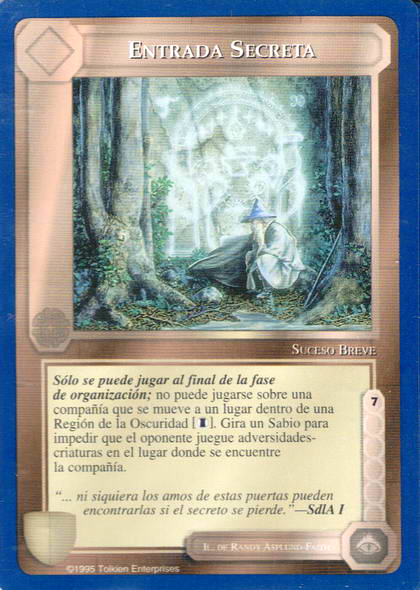 ENTRADA SECRETA
SUCESO BREVE
Sólo se puede jugar al final de la fase
de organización; no puede jugarse sobre una
compañía que se mueve a un lugar dentro de una
Región de la Oscuridad [ ]. Gira un Sabio para
impedir que el oponente juegue adversidades-
criaturas en el lugar donde se encuentre
la compañía.
7
“... ni siquiera los amos de estas puertas pueden
encontrarlas si el secreto se pierde.”—SdlA I
IL. DE RANDY ASPLUND-FAITH
©1995 Tolkien Enterprises